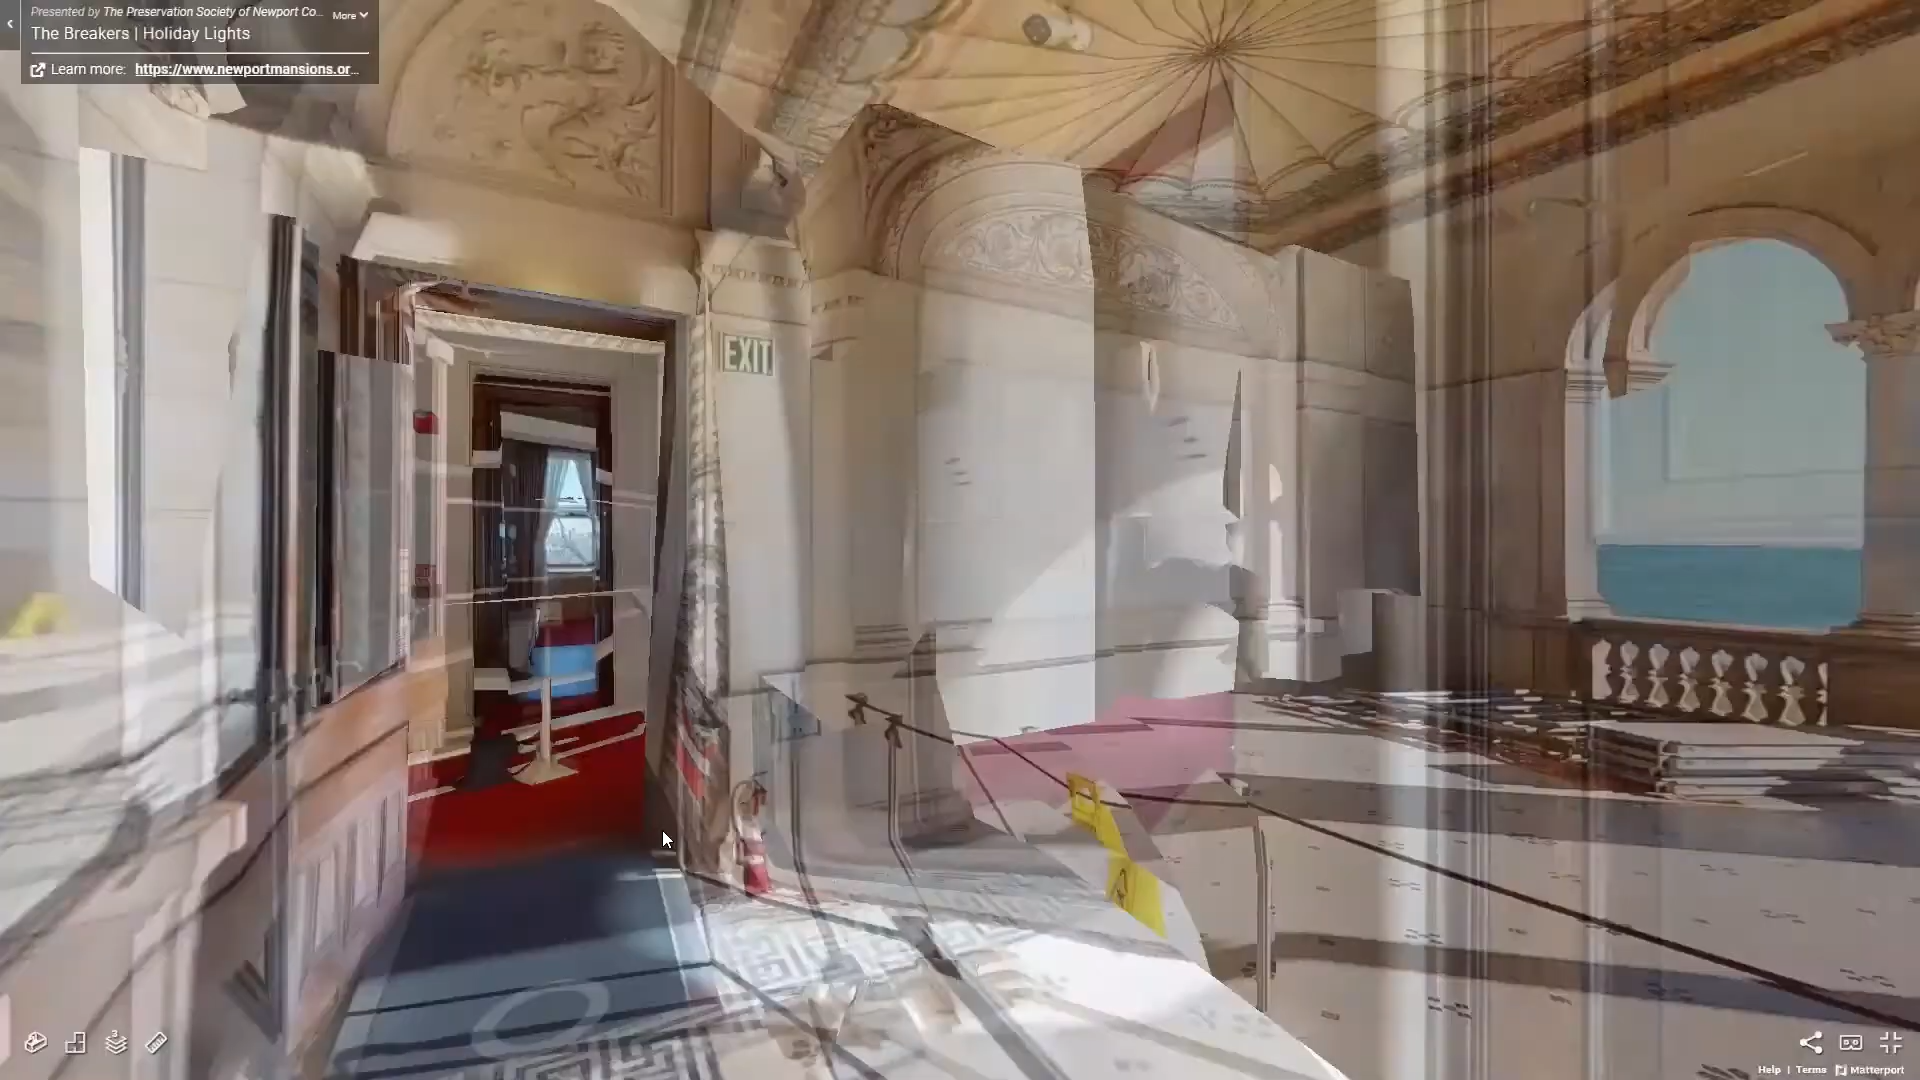 Presented by The Preservation Society of Newport Co...
More
The Breakers | Holiday Lights
Learn more: https://www.newportmansions.or...
EXIT
3
Help | Terms Matterport